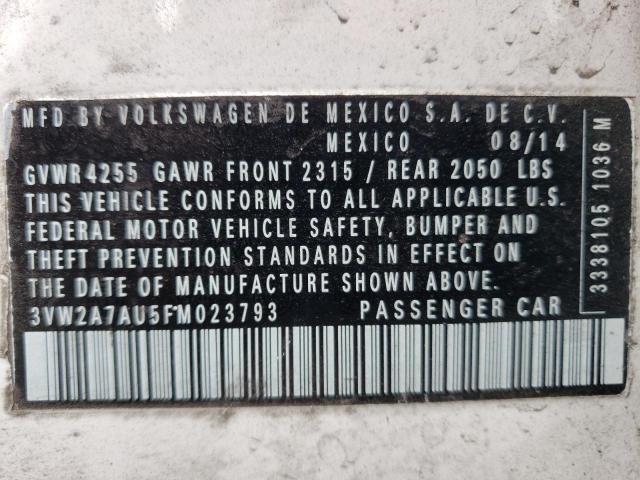 MFD BY VOLKSWAGEN DE MEXICO S.A. DE C.V.
MEXICO 08/14
GVWR 4255 GAWR FRONT 2315 / REAR 2050 LBS
THIS VEHICLE CONFORMS TO ALL APPLICABLE U.S.
FEDERAL MOTOR VEHICLE SAFETY, BUMPER AND
THEFT PREVENTION STANDARDS IN EFFECT ON
THE DATE OF MANUFACTURE SHOWN ABOVE.
3VW2A7AU5FM023793 PASSENGER CAR
3338105 1036 M